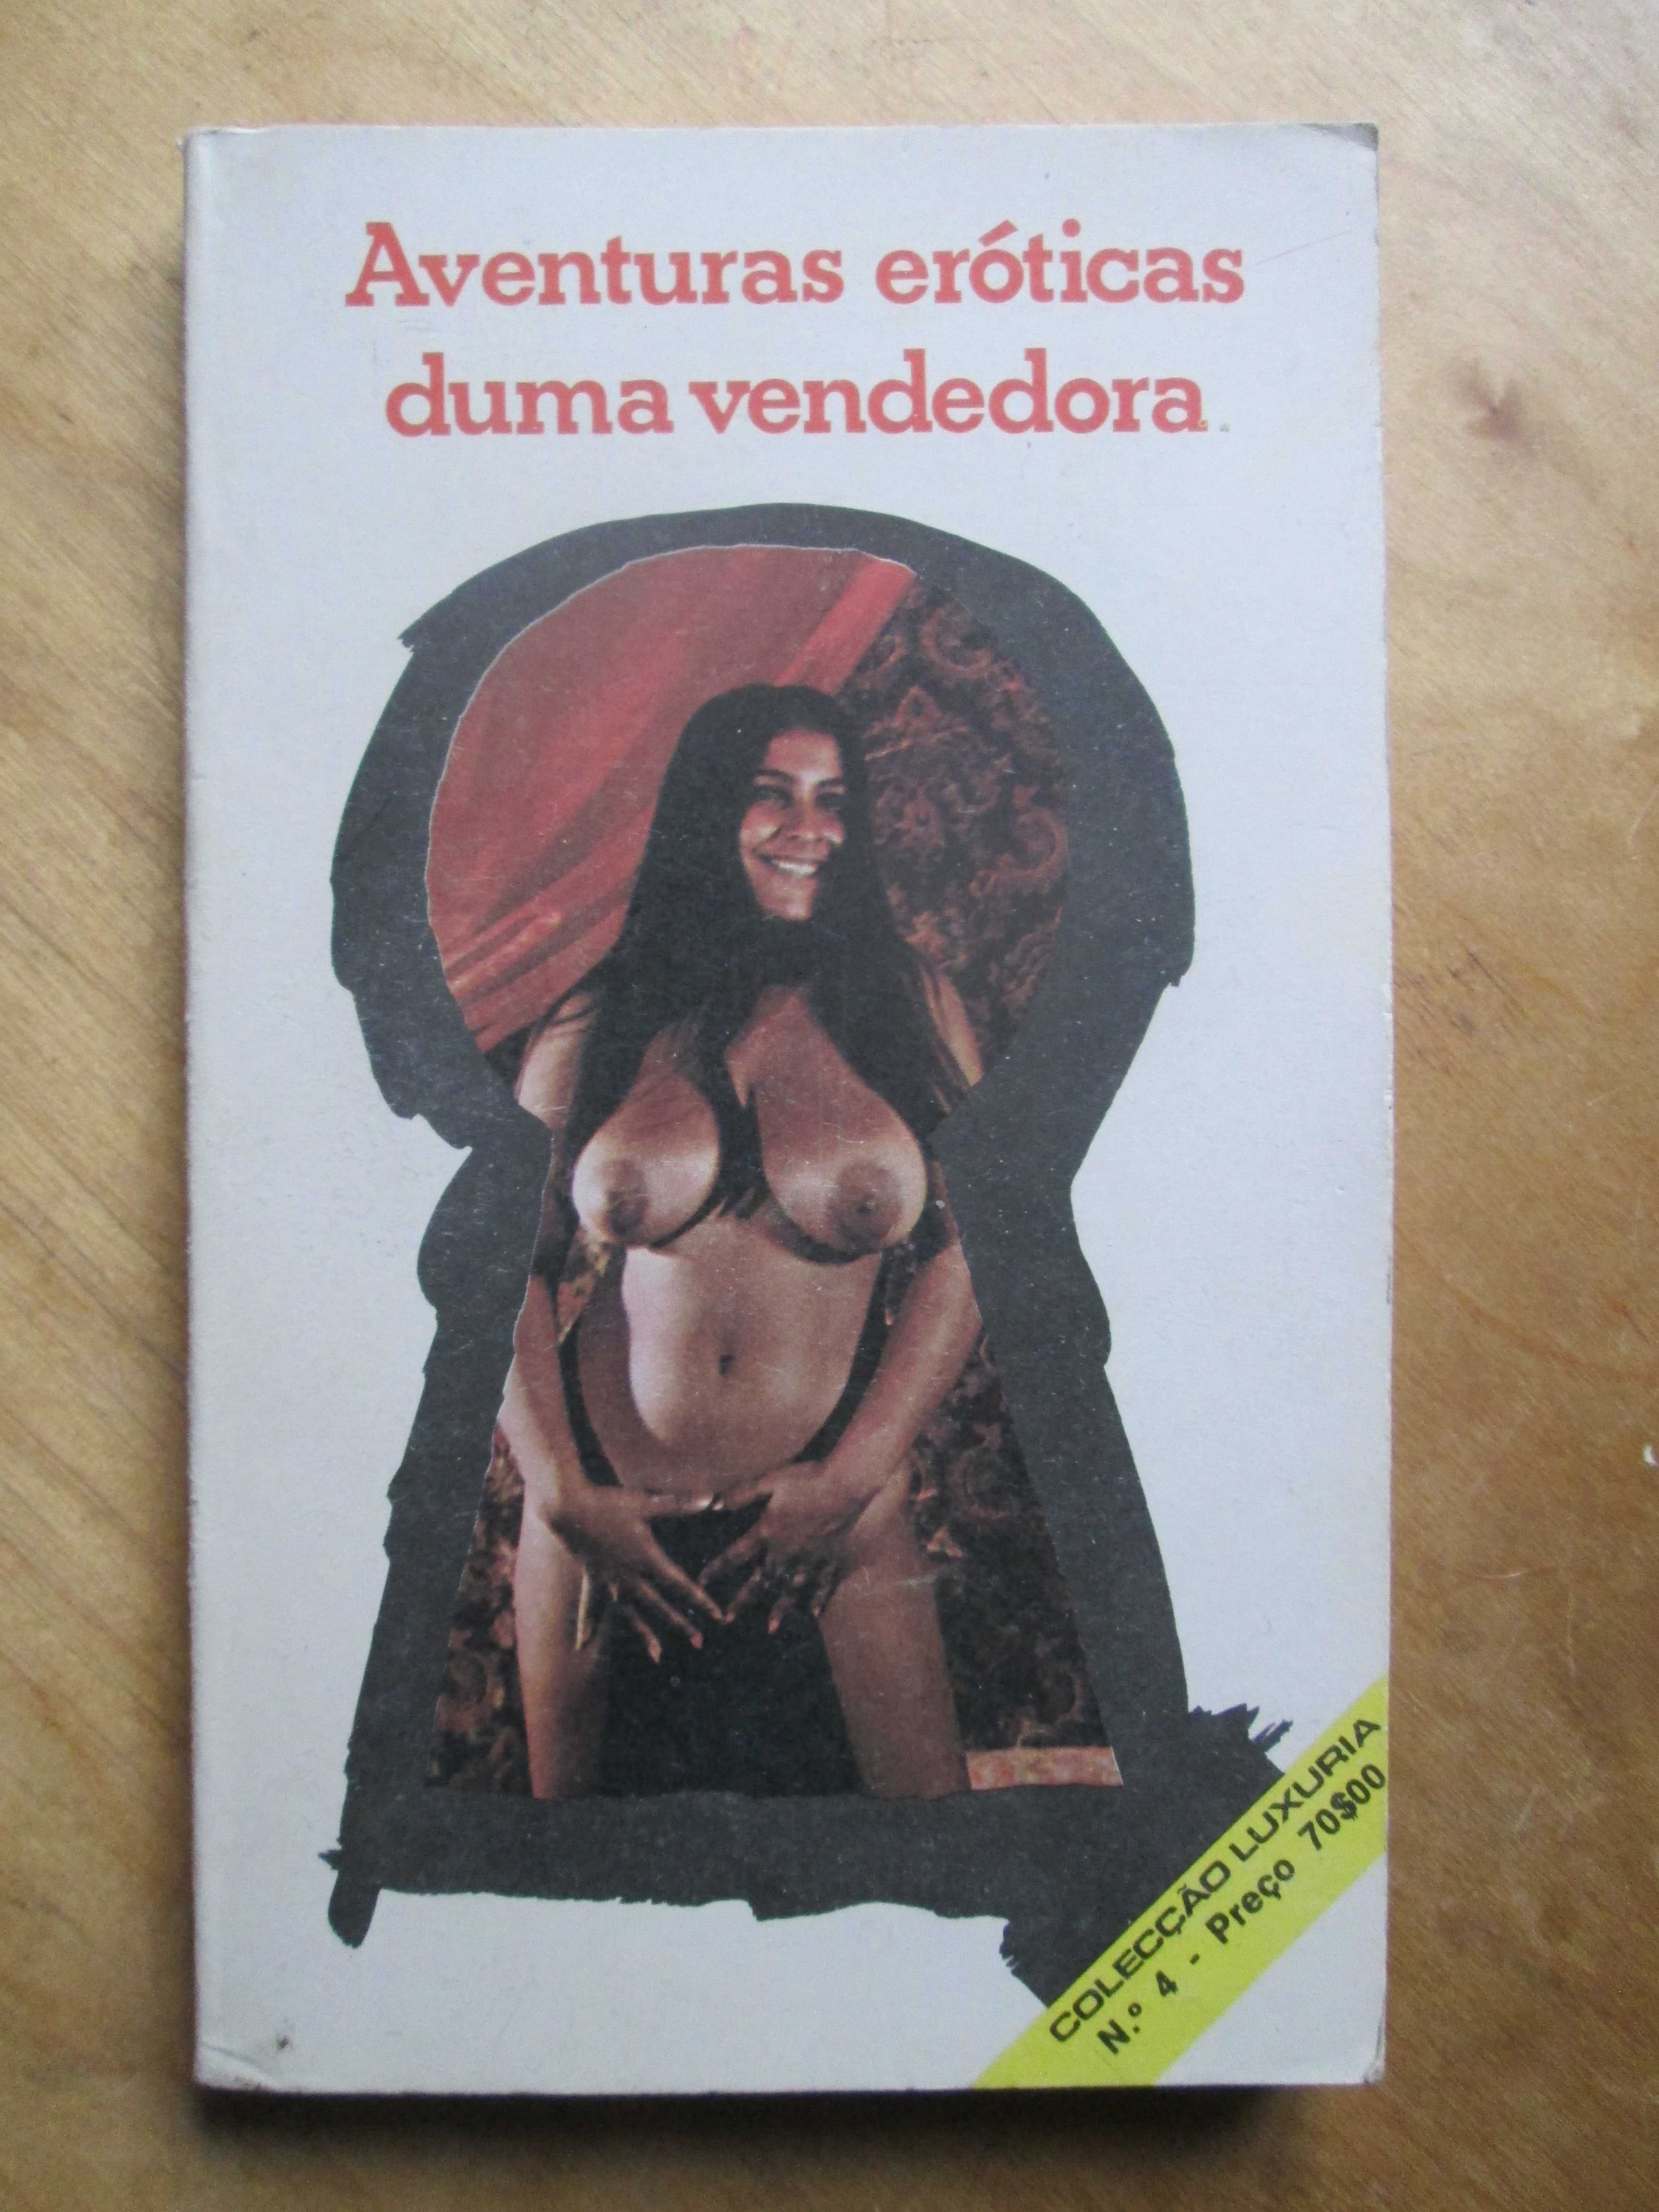 Aventuras eróticas
duma vendedora
COLECÇÃO LUXURIA
N.º 4 - Preço 70$00